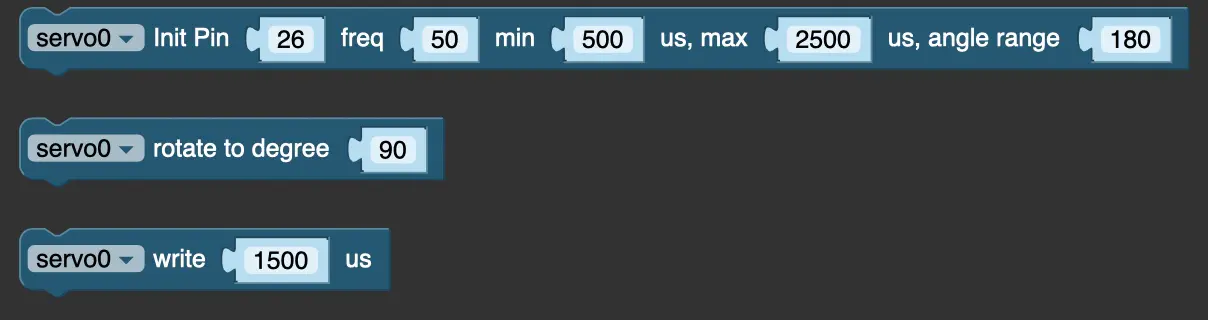 servo0 Init Pin 26 freq 50 min 500 us, max 2500 us, angle range 180
servo0 rotate to degree 90
servo0 write 1500 us